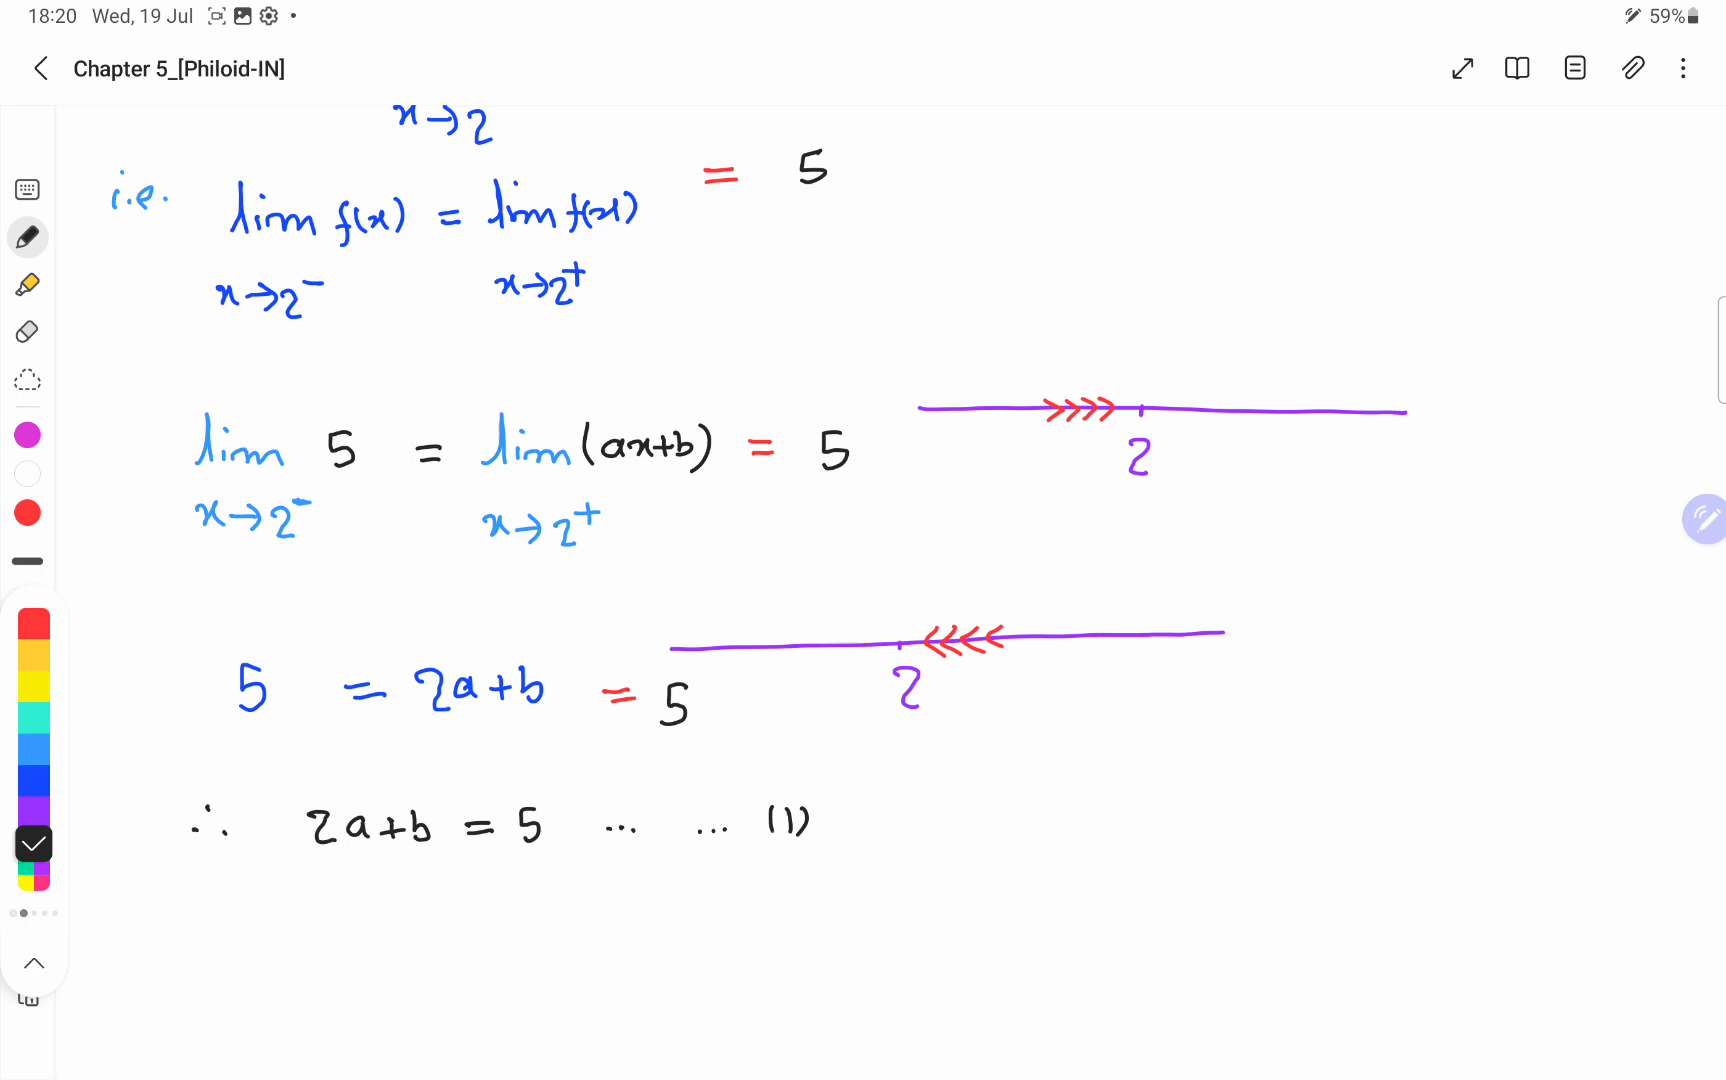 18:20 Wed, 19 Jul 59%
Chapter 5_[Philoid-IN]
x→2
i.e. lim f(x) = lim f(x) = 5
x→2⁻ x→2⁺
lim 5 = lim (ax+b) = 5
x→2⁻ x→2⁺
2
5 = 2a+b = 5
2
∴ 2a+b = 5 ... ... (1)